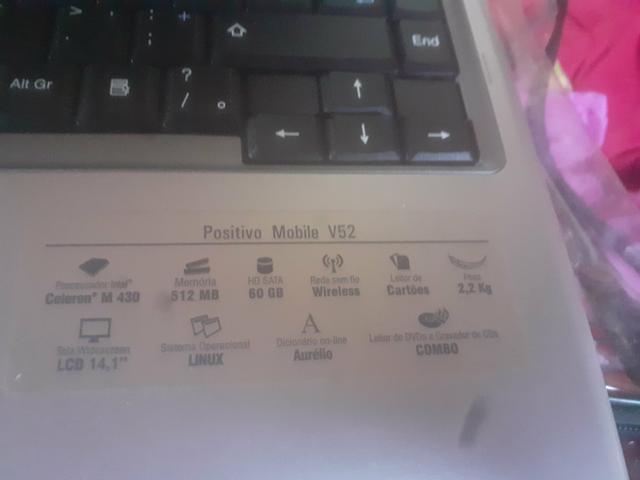 > . : ; +
End
Alt Gr ? / °
↑
← ↓ →
Positivo Mobile V52
Processador Intel®
Celeron® M 430
Memória
512 MB
HD SATA
60 GB
Rede sem fio
Wireless
Leitor de
Cartões
Peso
2,2 Kg
Tela Widescreen
LCD 14,1"
Sistema Operacional
LINUX
Dicionário on-line
Aurélio
Leitor de DVDs e Gravador de CDs
COMBO